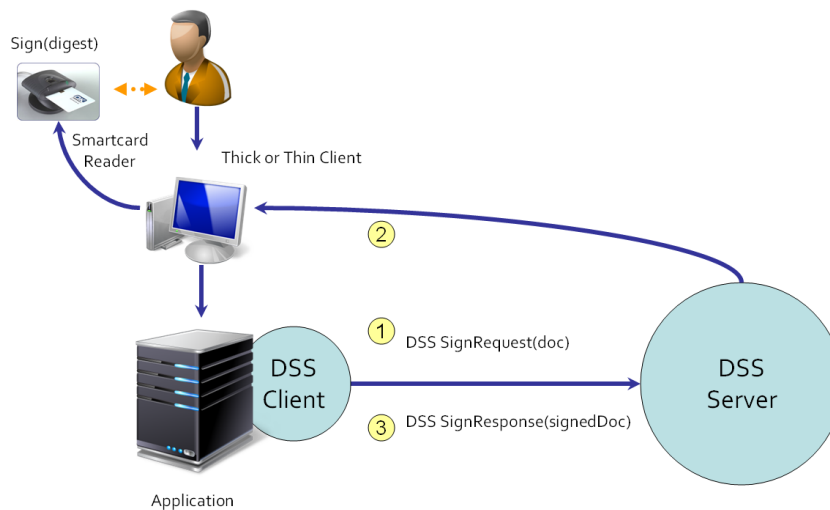 Sign(digest)
Smartcard
Reader
Thick or Thin Client
2
1
DSS SignRequest(doc)
DSS
Client
DSS
Server
3
DSS SignResponse(signedDoc)
Application